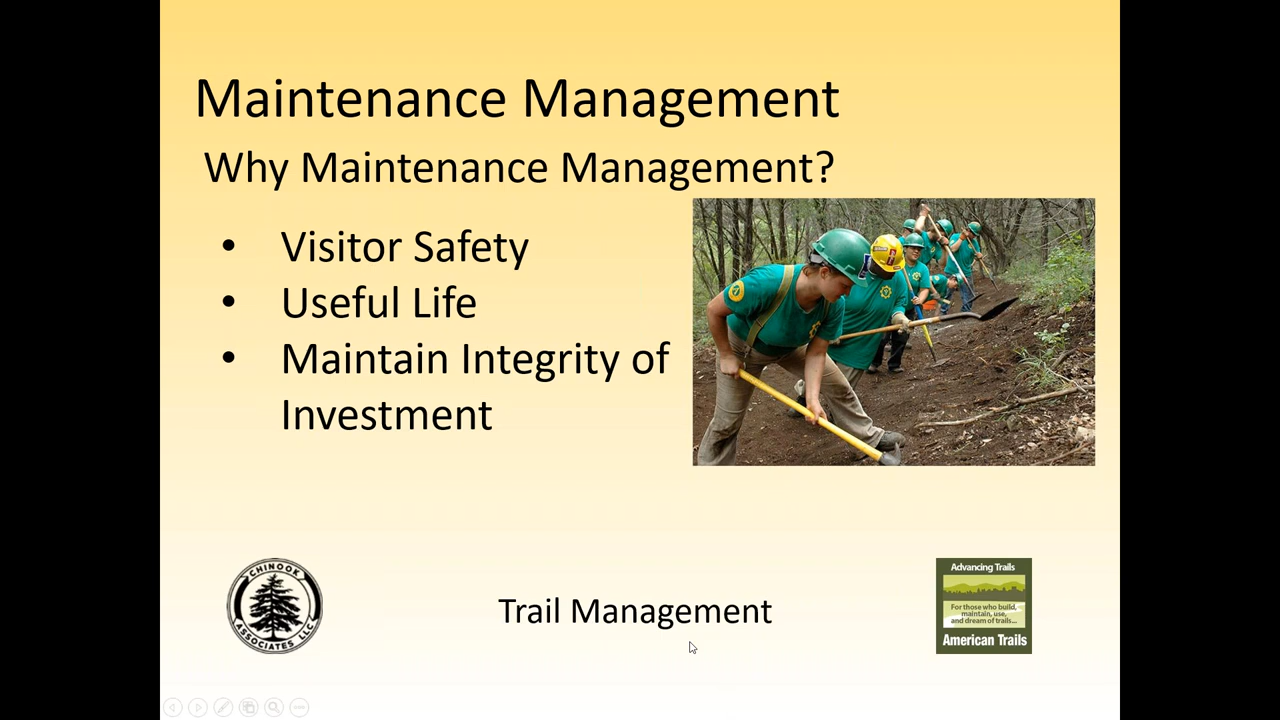 Maintenance Management
Why Maintenance Management?
• Visitor Safety
• Useful Life
• Maintain Integrity of
Investment
CHINOOK
ASSOCIATES LLC
Trail Management
Advancing Trails
For those who build,
maintain, use,
and dream of trails...
American Trails